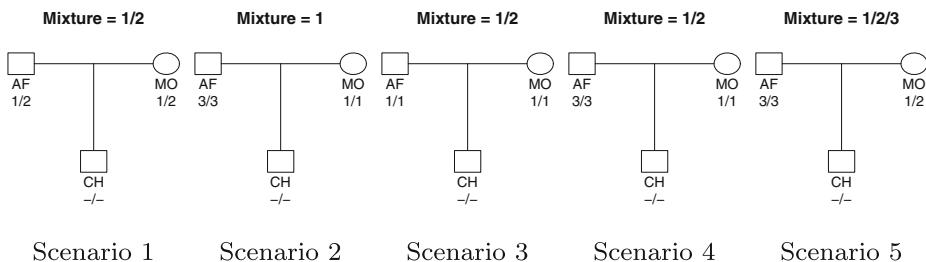 Mixture = 1/2 Mixture = 1 Mixture = 1/2 Mixture = 1/2 Mixture = 1/2/3
AF MO AF MO AF MO AF MO AF MO
1/2 1/2 3/3 1/1 1/1 1/1 3/3 1/1 3/3 1/2
CH CH CH CH CH
–/– –/– –/– –/– –/–
Scenario 1 Scenario 2 Scenario 3 Scenario 4 Scenario 5